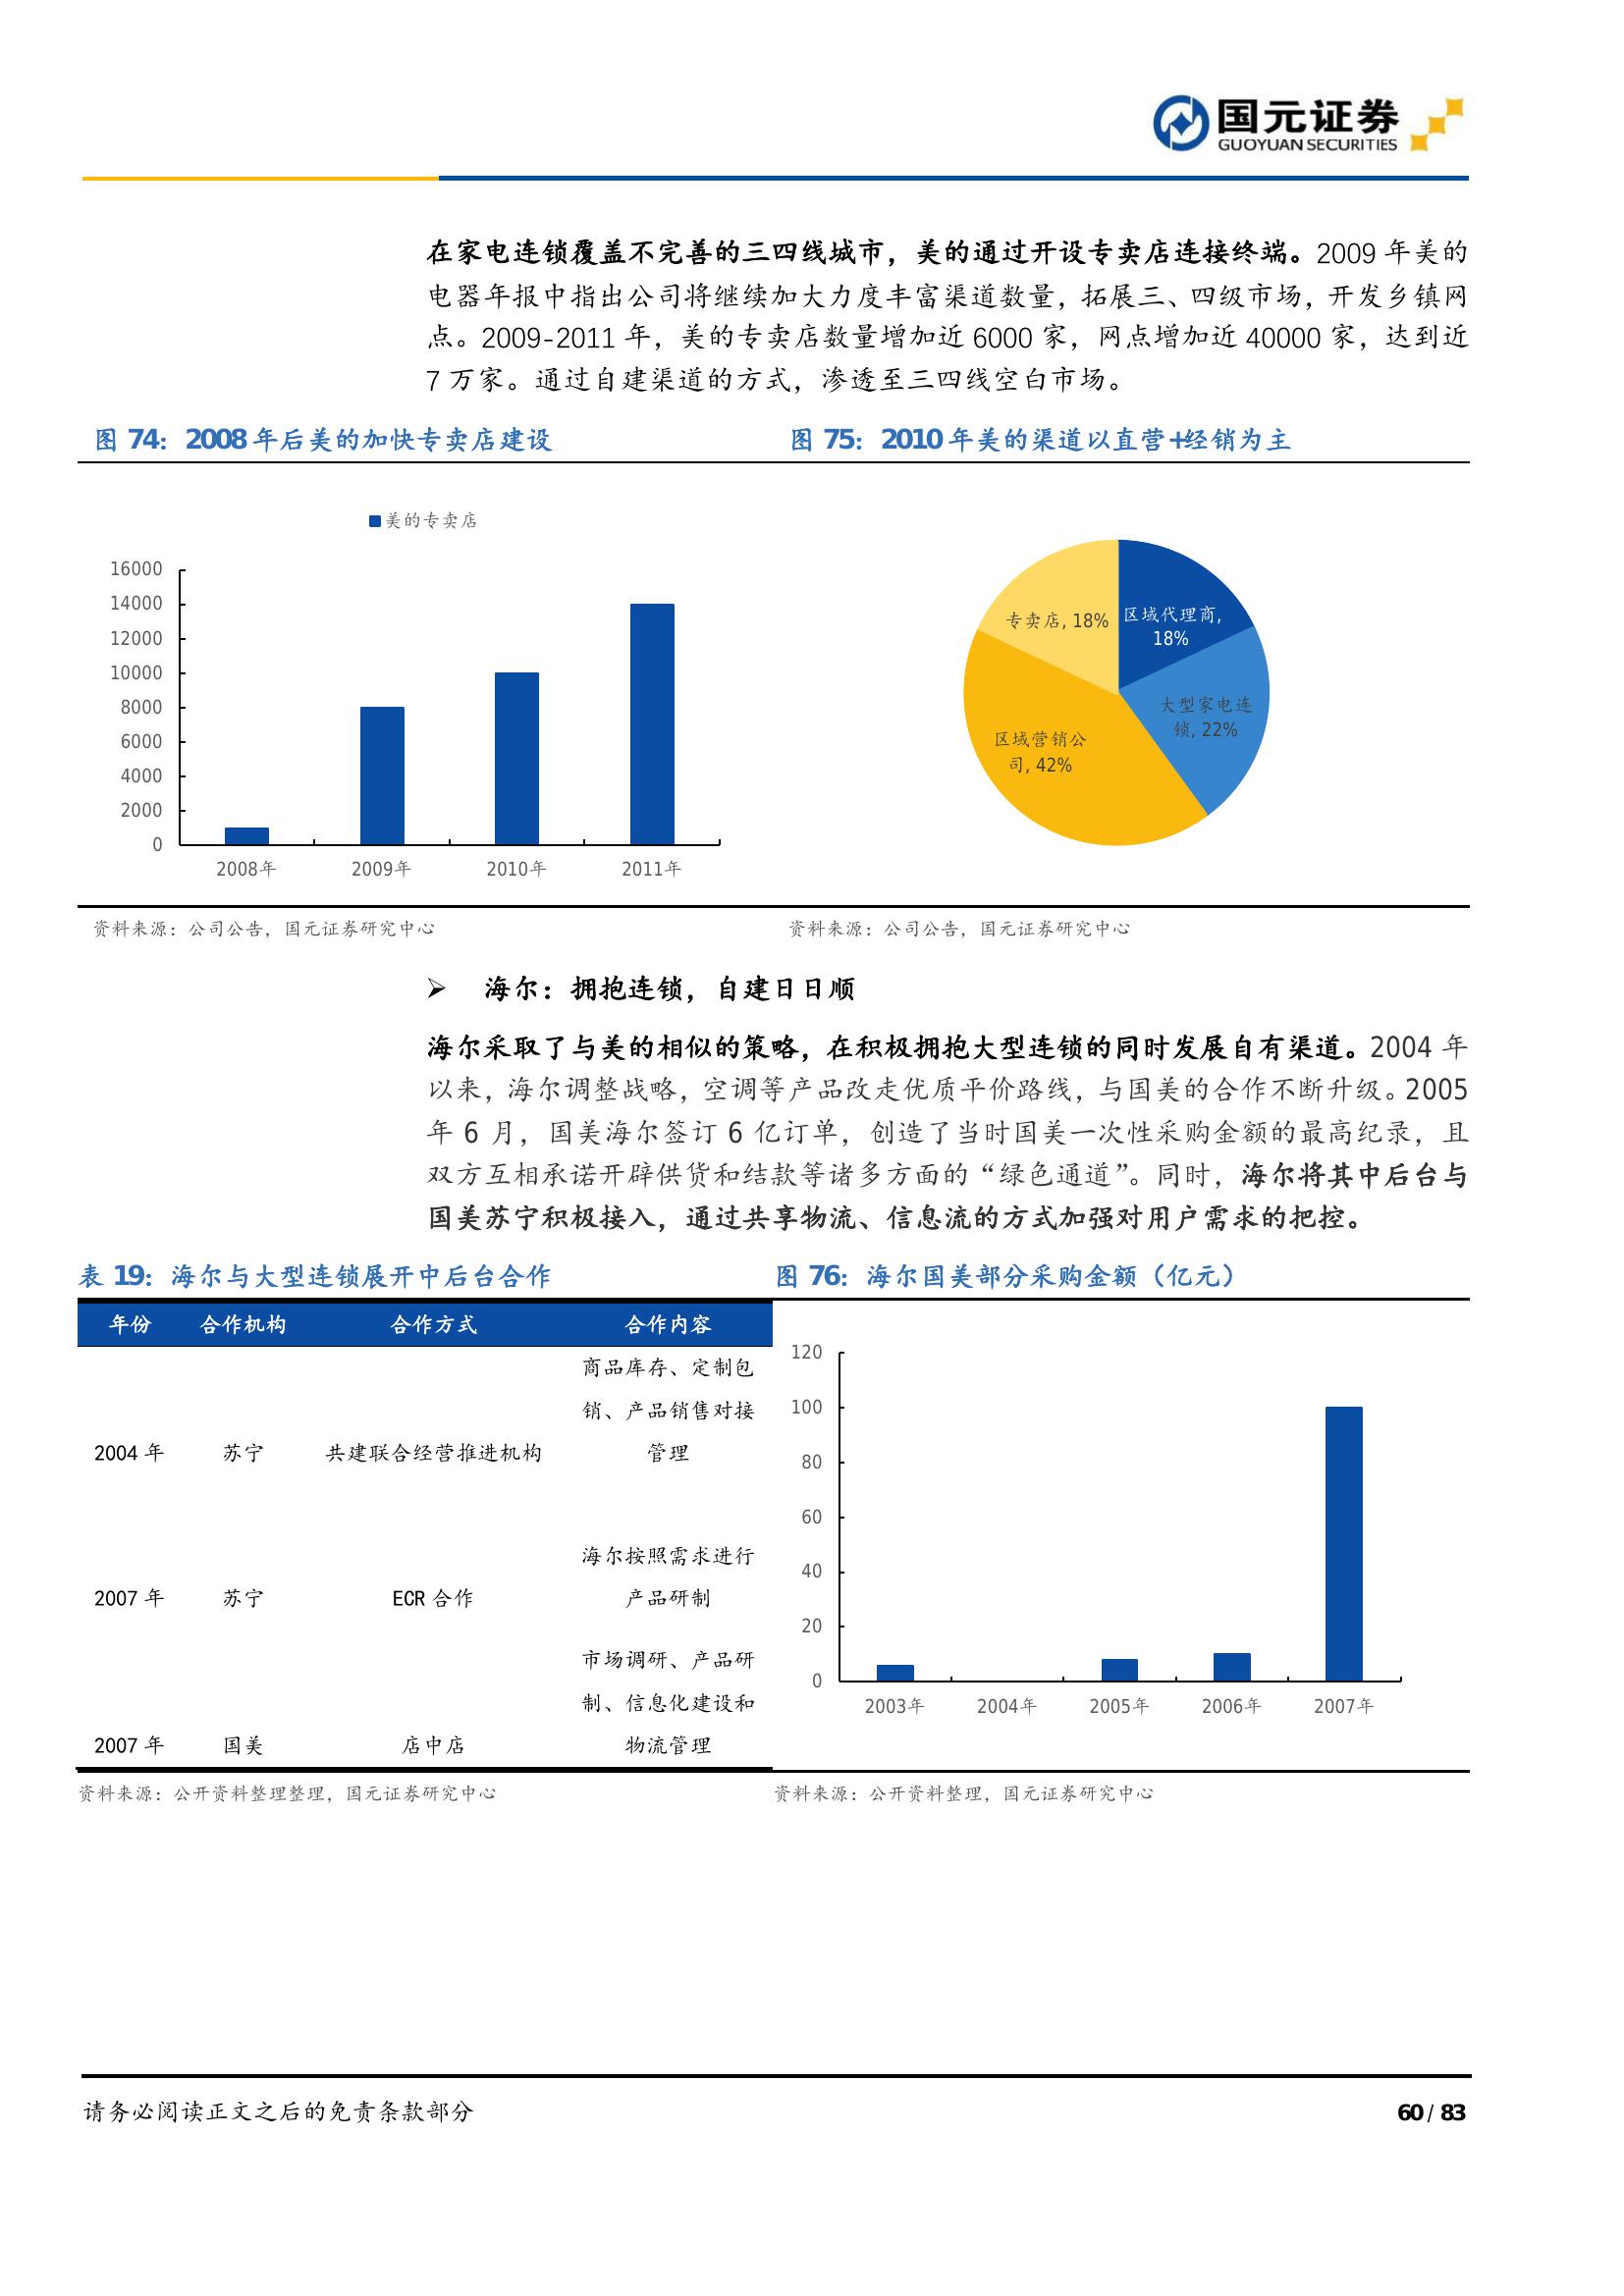 国元证券
GUOYUAN SECURITIES
在家电连锁覆盖不完善的三四线城市，美的通过开设专卖店连接终端。2009 年美的
电器年报中指出公司将继续加大力度丰富渠道数量，拓展三、四级市场，开发乡镇网
点。2009-2011 年，美的专卖店数量增加近 6000 家，网点增加近 40000 家，达到近
7 万家。通过自建渠道的方式，渗透至三四线空白市场。
图 74：2008 年后美的加快专卖店建设
美的专卖店
16000
14000
12000
10000
8000
6000
4000
2000
0
2008年 2009年 2010年 2011年
资料来源：公司公告，国元证券研究中心
图 75：2010 年美的渠道以直营+经销为主
专卖店, 18%
区域代理商,
18%
大型家电连
锁, 22%
区域营销公
司, 42%
资料来源：公司公告，国元证券研究中心
➢ 海尔：拥抱连锁，自建日日顺
海尔采取了与美的相似的策略，在积极拥抱大型连锁的同时发展自有渠道。2004 年
以来，海尔调整战略，空调等产品改走优质平价路线，与国美的合作不断升级。2005
年 6 月，国美海尔签订 6 亿订单，创造了当时国美一次性采购金额的最高纪录，且
双方互相承诺开辟供货和结款等诸多方面的“绿色通道”。同时，海尔将其中后台与
国美苏宁积极接入，通过共享物流、信息流的方式加强对用户需求的把控。
表 19：海尔与大型连锁展开中后台合作
年份 合作机构 合作方式 合作内容
商品库存、定制包
销、产品销售对接
2004 年 苏宁 共建联合经营推进机构 管理
海尔按照需求进行
2007 年 苏宁 ECR 合作 产品研制
市场调研、产品研
制、信息化建设和
2007 年 国美 店中店 物流管理
资料来源：公开资料整理整理，国元证券研究中心
图 76：海尔国美部分采购金额（亿元）
120
100
80
60
40
20
0
2003年 2004年 2005年 2006年 2007年
资料来源：公开资料整理，国元证券研究中心
请务必阅读正文之后的免责条款部分
60 / 83